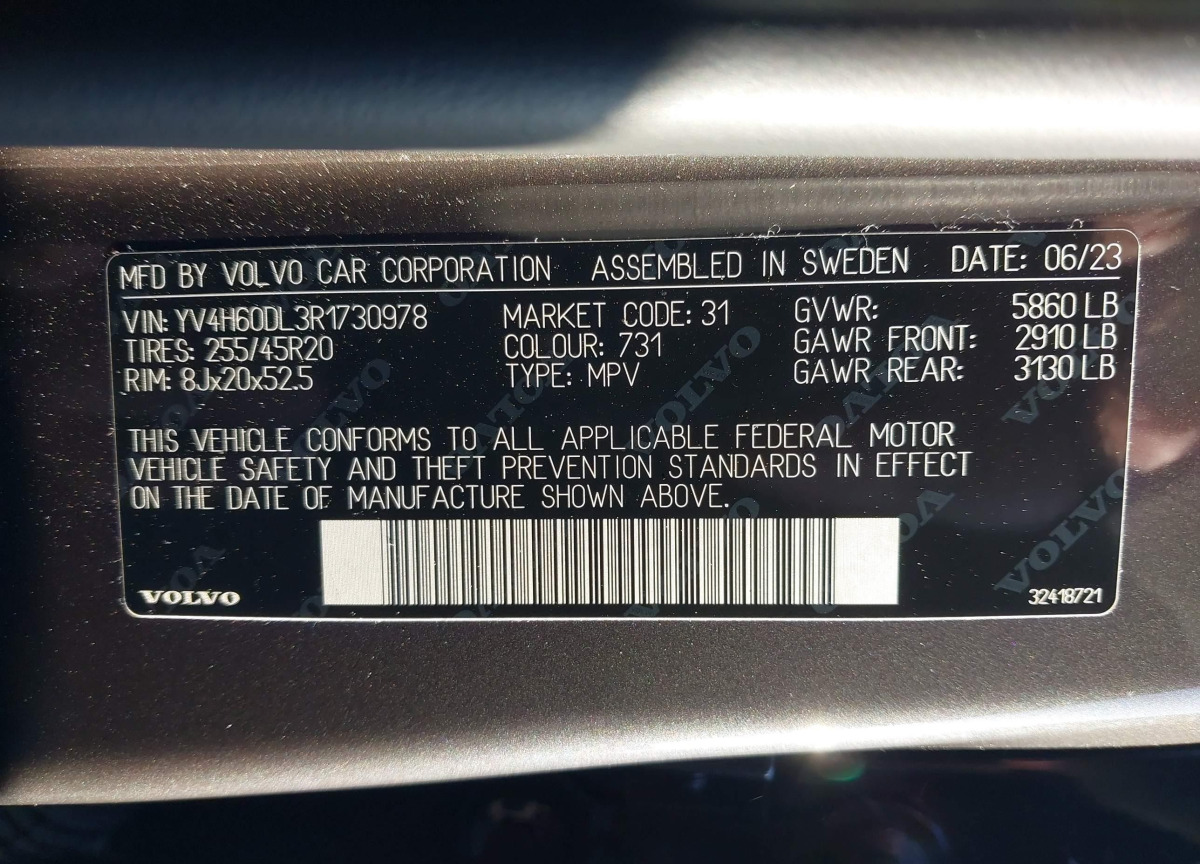 MFD BY VOLVO CAR CORPORATION ASSEMBLED IN SWEDEN DATE: 06/23
VIN: YV4H60DL3R1730978 MARKET CODE: 31 GVWR: 5860 LB
TIRES: 255/45R20 COLOUR: 731 GAWR FRONT: 2910 LB
RIM: 8Jx20x52.5 TYPE: MPV GAWR REAR: 3130 LB
THIS VEHICLE CONFORMS TO ALL APPLICABLE FEDERAL MOTOR
VEHICLE SAFETY AND THEFT PREVENTION STANDARDS IN EFFECT
ON THE DATE OF MANUFACTURE SHOWN ABOVE.
VOLVO 32418721